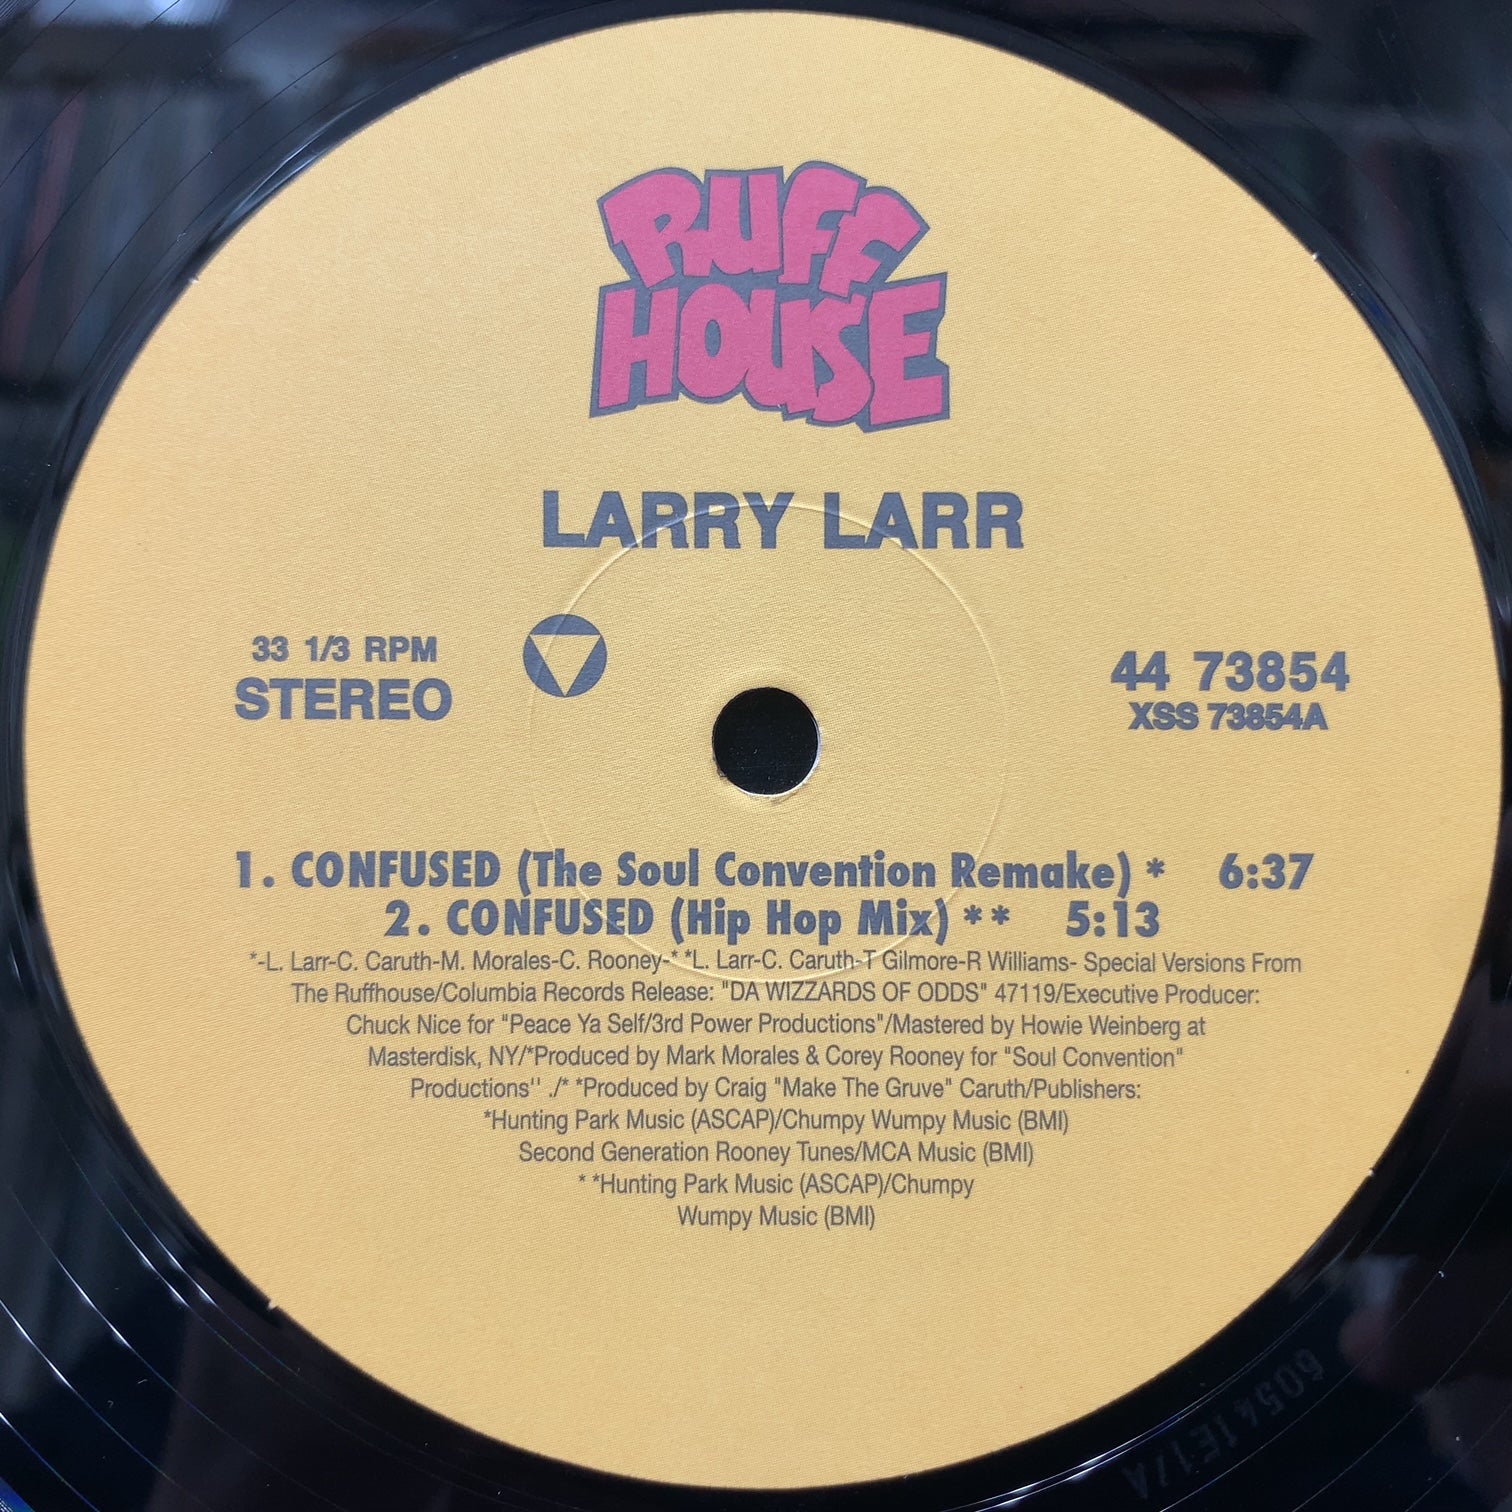 RUFF
HOUSE
LARRY LARR
33 1/3 RPM
STEREO
44 73854
XSS 73854A
1. CONFUSED (The Soul Convention Remake) * 6:37
2. CONFUSED (Hip Hop Mix) * * 5:13
*-L. Larr-C. Caruth-M. Morales-C. Rooney-* *L. Larr-C. Caruth-T Gilmore-R Williams- Special Versions From
The Ruffhouse/Columbia Records Release: "DA WIZZARDS OF ODDS" 47119/Executive Producer:
Chuck Nice for "Peace Ya Self/3rd Power Productions"/Mastered by Howie Weinberg at
Masterdisk, NY/*Produced by Mark Morales & Corey Rooney for "Soul Convention"
Productions'' ./* *Produced by Craig "Make The Gruve" Caruth/Publishers:
*Hunting Park Music (ASCAP)/Chumpy Wumpy Music (BMI)
Second Generation Rooney Tunes/MCA Music (BMI)
* *Hunting Park Music (ASCAP)/Chumpy
Wumpy Music (BMI)